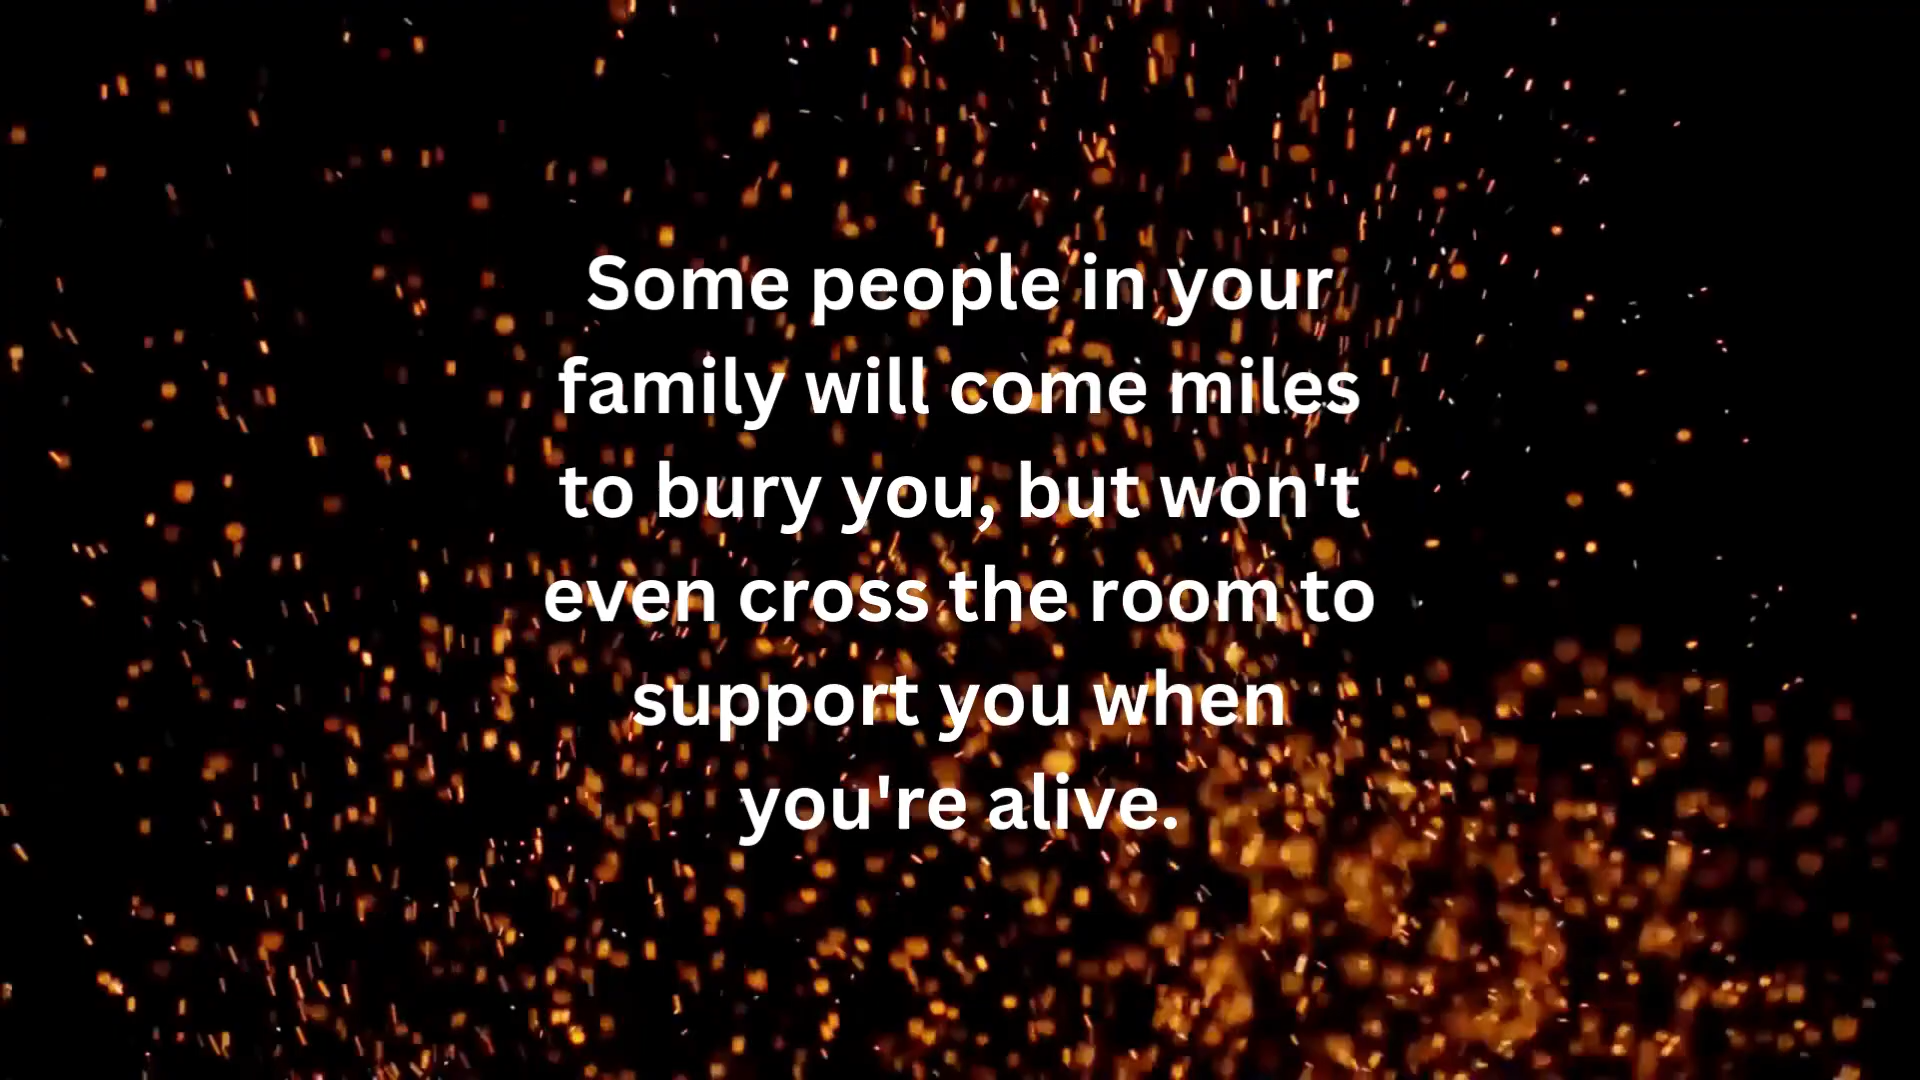 Some people in your
family will come miles
to bury you, but won't
even cross the room to
support you when
you're alive.